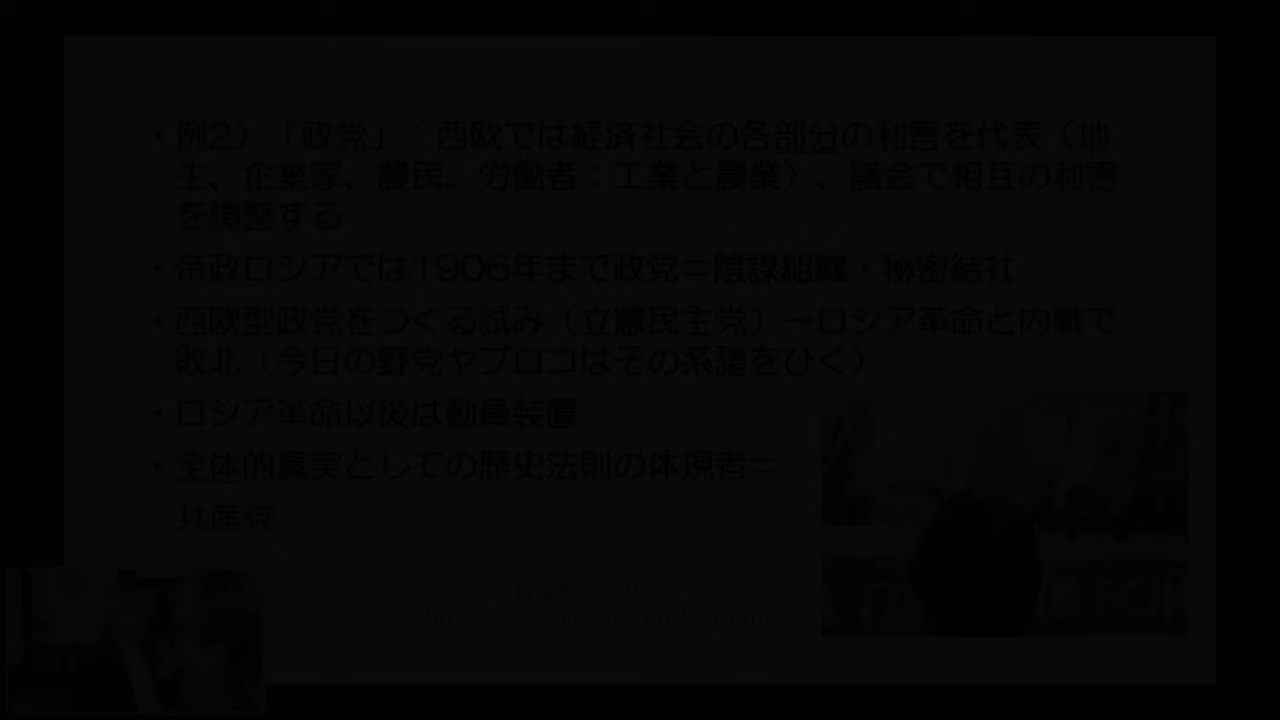 ・例2）「政党」：西欧では経済社会の各部分の利害を代表（地
主、企業家、農民、労働者：工業と農業）、議会で相互の利害
を調整する
・帝政ロシアでは1906年まで政党＝陰謀組織・秘密結社
・西欧型政党をつくる試み（立憲民主党）→ロシア革命と内戦で
敗北（今日の野党ヤブロコはその系譜をひく）
・ロシア革命以後は動員装置
・全体的真実としての歴史法則の体現者＝
共産党